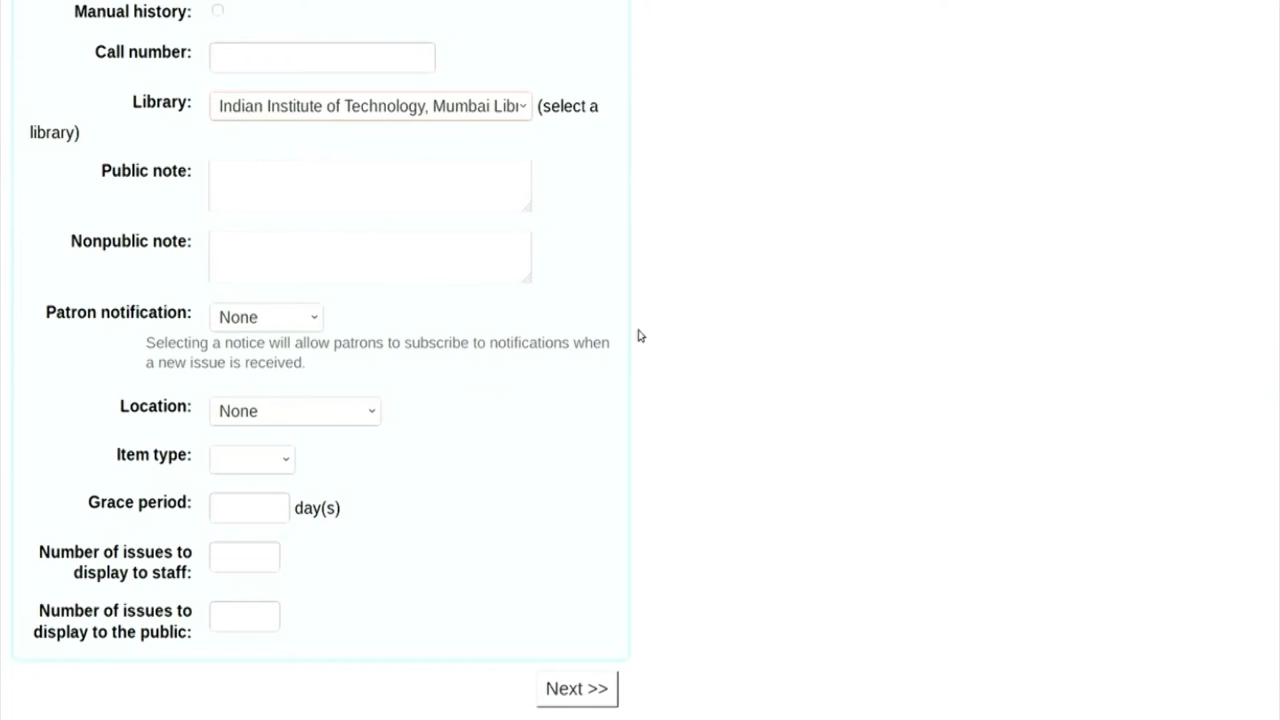 Manual history:
Call number:
Library: Indian Institute of Technology, Mumbai (select a
library)
Public note:
Nonpublic note:
Patron notification: None
Selecting a notice will allow patrons to subscribe to notifications when
a new issue is received.
Location: None
Item type:
Grace period: day(s)
Number of issues to
display to staff:
Number of issues to
display to the public:
Next >>